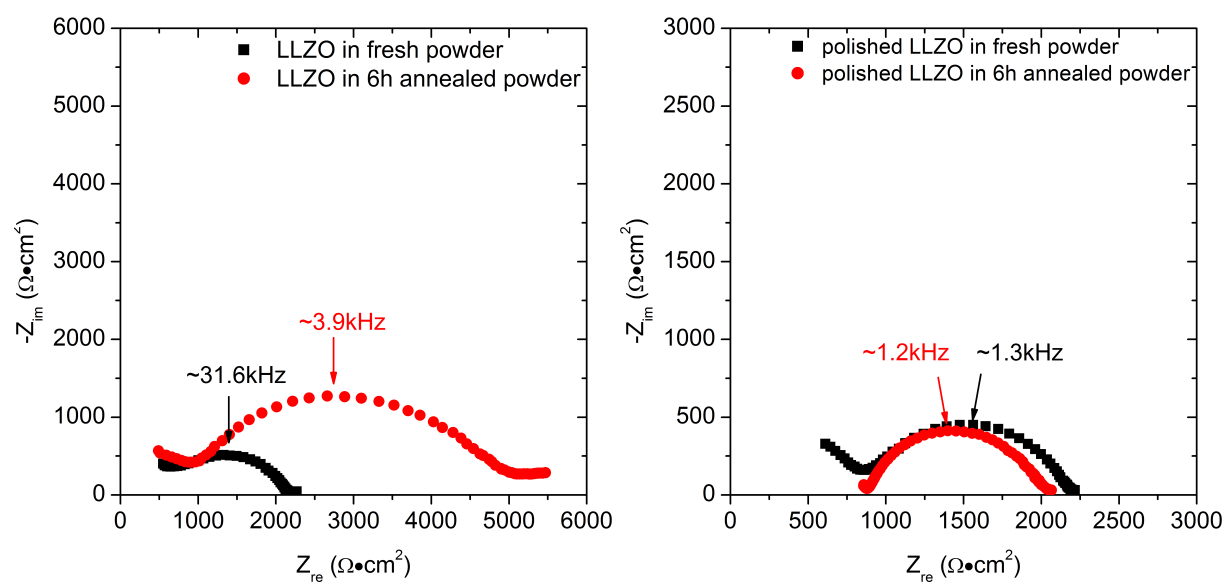 LLZO in fresh powder
LLZO in 6h annealed powder
6000
5000
4000
3000
2000
1000
0
-Z_im (Ω•cm²)
~3.9kHz
~31.6kHz
0 1000 2000 3000 4000 5000 6000
Z_re (Ω•cm²)
polished LLZO in fresh powder
polished LLZO in 6h annealed powder
3000
2500
2000
1500
1000
500
0
-Z_im (Ω•cm²)
~1.2kHz
~1.3kHz
0 500 1000 1500 2000 2500 3000
Z_re (Ω•cm²)